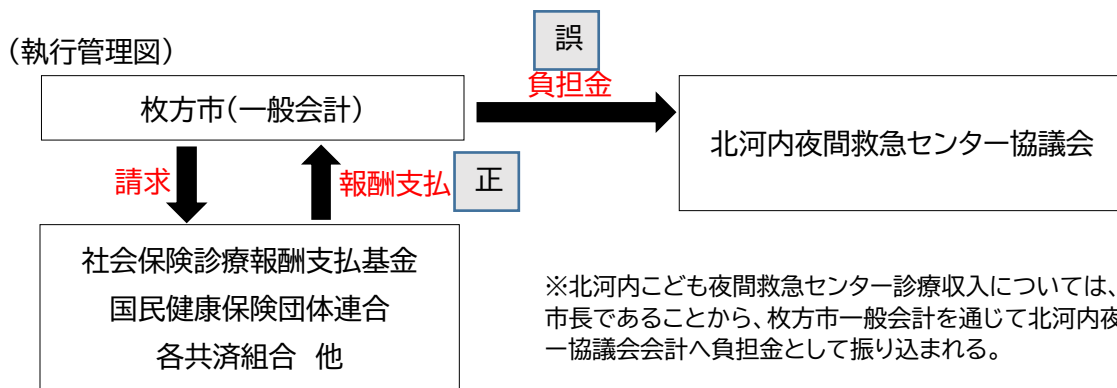 (執行管理図)
誤
負担金
枚方市(一般会計)
北河内夜間救急センター協議会
請求
報酬支払
正
社会保険診療報酬支払基金
国民健康保険団体連合
各共済組合 他
※北河内こども夜間救急センター診療収入については、
市長であることから、枚方市一般会計を通じて北河内夜
ー協議会会計へ負担金として振り込まれる。